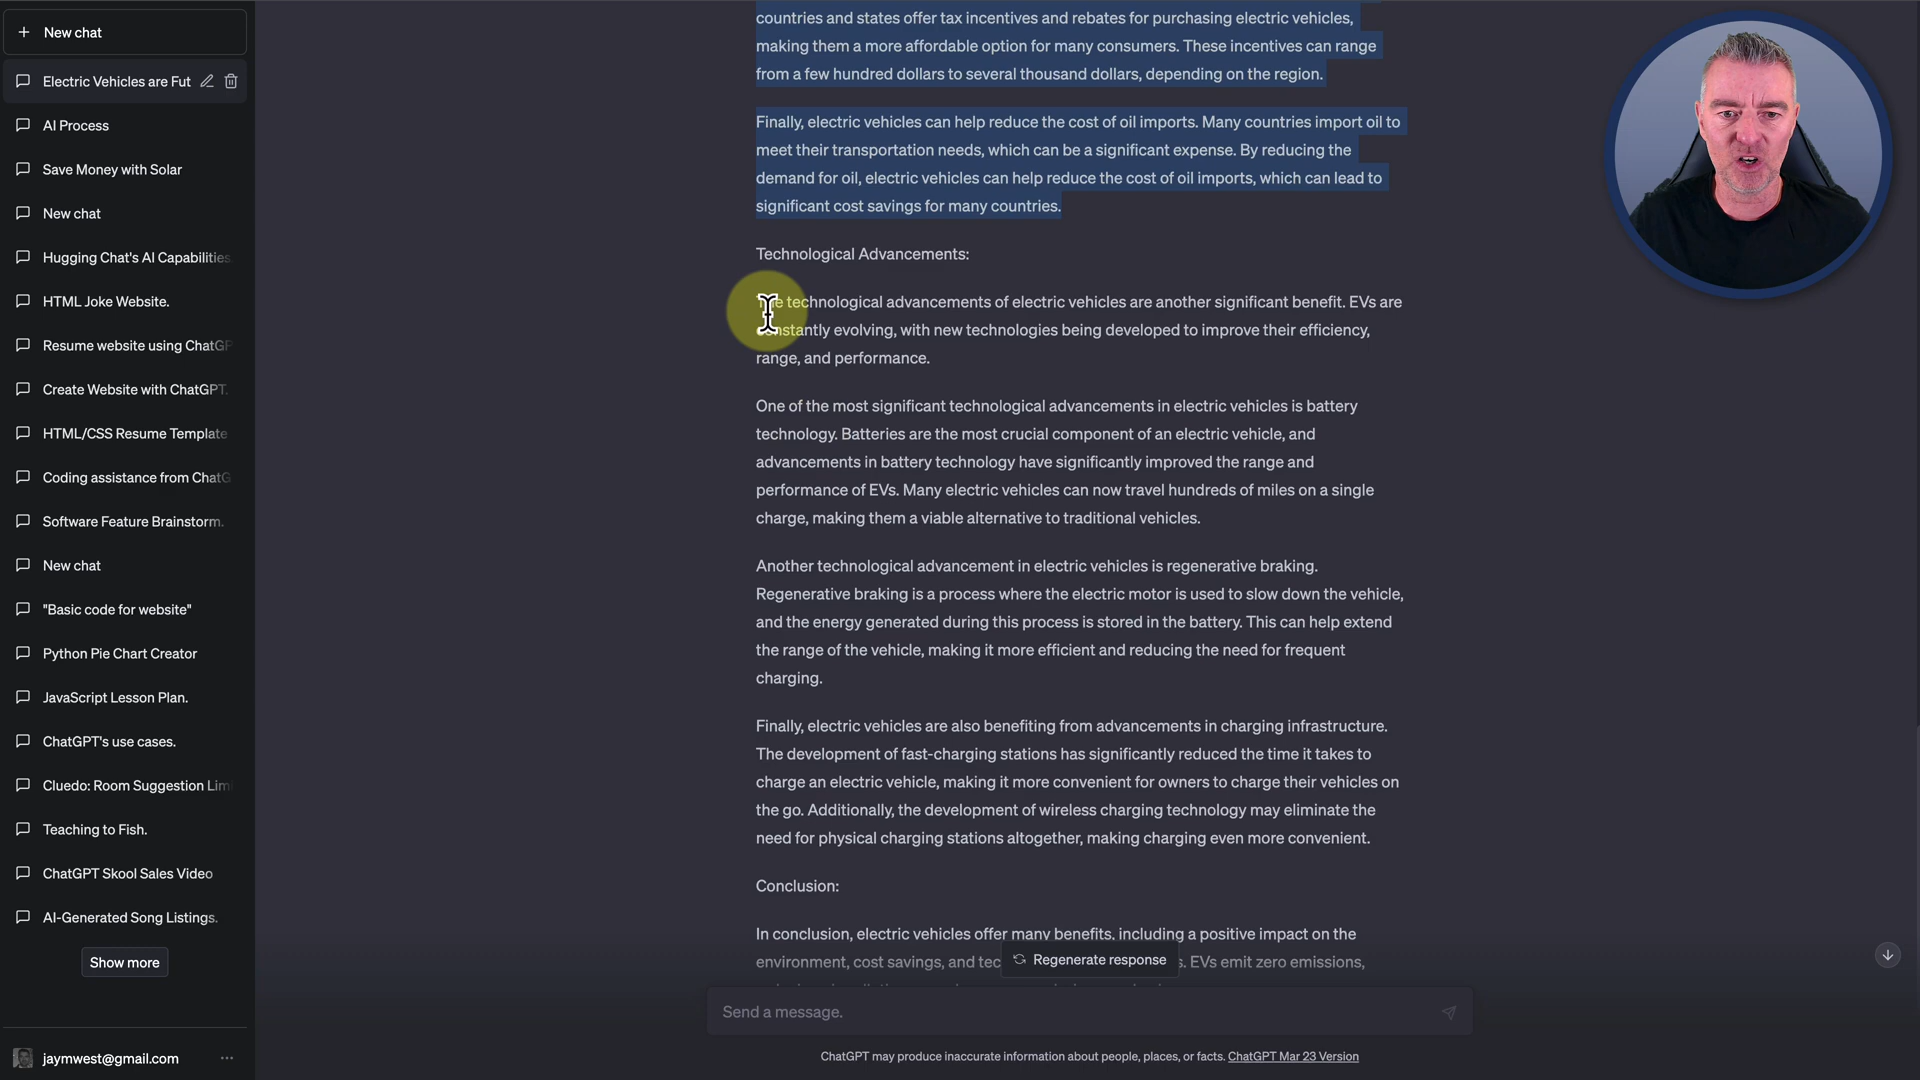 New chat
Electric Vehicles are Fut
AI Process
Save Money with Solar
New chat
Hugging Chat's AI Capabilities
HTML Joke Website.
Resume website using ChatGP
Create Website with ChatGPT.
HTML/CSS Resume Template
Coding assistance from ChatG
Software Feature Brainstorm.
New chat
"Basic code for website"
Python Pie Chart Creator
JavaScript Lesson Plan.
ChatGPT's use cases.
Cluedo: Room Suggestion Lim
Teaching to Fish.
ChatGPT Skool Sales Video
AI-Generated Song Listings.
Show more
jaymwest@gmail.com
countries and states offer tax incentives and rebates for purchasing electric vehicles,
making them a more affordable option for many consumers. These incentives can range
from a few hundred dollars to several thousand dollars, depending on the region.
Finally, electric vehicles can help reduce the cost of oil imports. Many countries import oil to
meet their transportation needs, which can be a significant expense. By reducing the
demand for oil, electric vehicles can help reduce the cost of oil imports, which can lead to
significant cost savings for many countries.
Technological Advancements:
The technological advancements of electric vehicles are another significant benefit. EVs are
constantly evolving, with new technologies being developed to improve their efficiency,
range, and performance.
One of the most significant technological advancements in electric vehicles is battery
technology. Batteries are the most crucial component of an electric vehicle, and
advancements in battery technology have significantly improved the range and
performance of EVs. Many electric vehicles can now travel hundreds of miles on a single
charge, making them a viable alternative to traditional vehicles.
Another technological advancement in electric vehicles is regenerative braking.
Regenerative braking is a process where the electric motor is used to slow down the vehicle,
and the energy generated during this process is stored in the battery. This can help extend
the range of the vehicle, making it more efficient and reducing the need for frequent
charging.
Finally, electric vehicles are also benefiting from advancements in charging infrastructure.
The development of fast-charging stations has significantly reduced the time it takes to
charge an electric vehicle, making it more convenient for owners to charge their vehicles on
the go. Additionally, the development of wireless charging technology may eliminate the
need for physical charging stations altogether, making charging even more convenient.
Conclusion:
In conclusion, electric vehicles offer many benefits, including a positive impact on the
environment, cost savings, and tec s. EVs emit zero emissions,
Regenerate response
Send a message.
ChatGPT may produce inaccurate information about people, places, or facts. ChatGPT Mar 23 Version